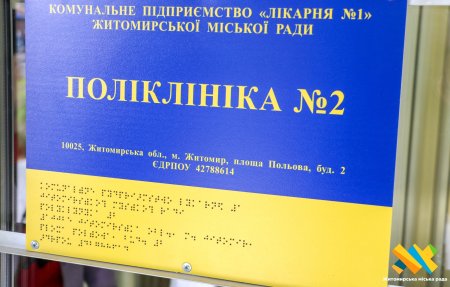 КОМУНАЛЬНЕ ПІДПРИЄМСТВО «ЛІКАРНЯ №1»
ЖИТОМИРСЬКОЇ МІСЬКОЇ РАДИ
ПОЛІКЛІНІКА №2
10025, Житомирська обл., м. Житомир, площа Польова, буд. 2
ЄДРПОУ 42788614
Житомирська міська рада